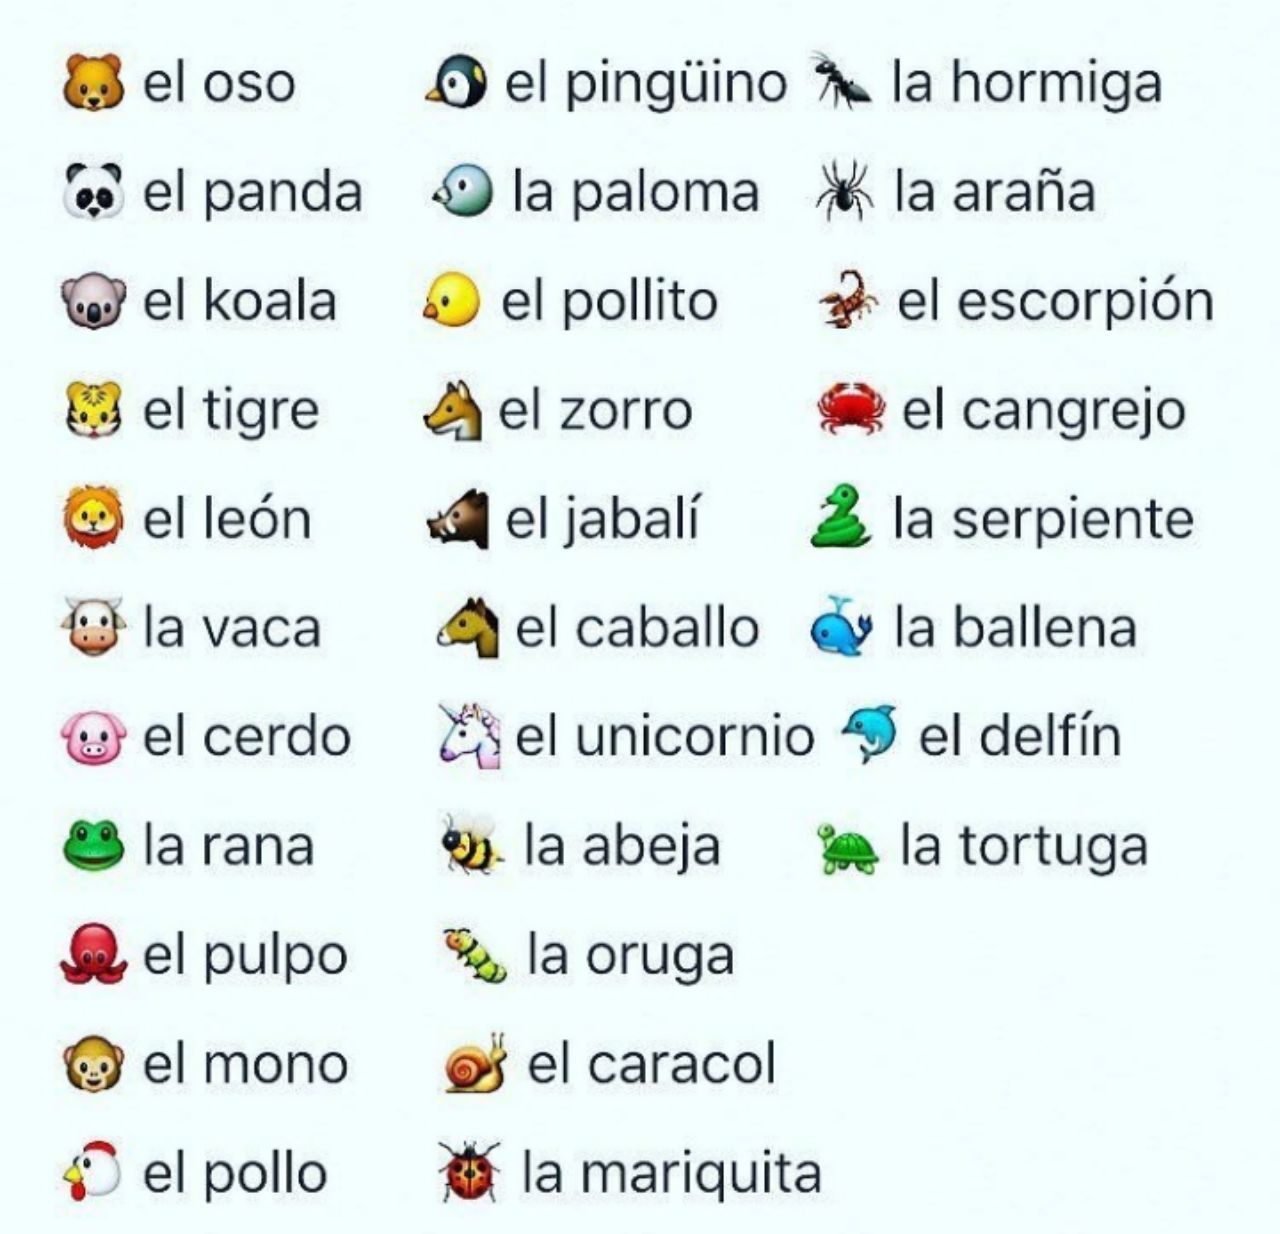 el oso
el panda
el koala
el tigre
el león
la vaca
el cerdo
la rana
el pulpo
el mono
el pollo
el pingüino
la paloma
el pollito
el zorro
el jabalí
el caballo
el unicornio
la abeja
la oruga
el caracol
la mariquita
la hormiga
la araña
el escorpión
el cangrejo
la serpiente
la ballena
el delfín
la tortuga